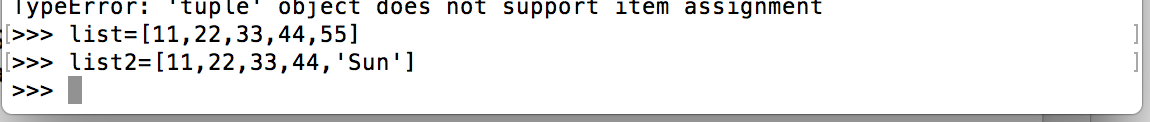 TypeError: 'tuple' object does not support item assignment
[>>> list=[11,22,33,44,55] ]
[>>> list2=[11,22,33,44,'Sun'] ]
>>>